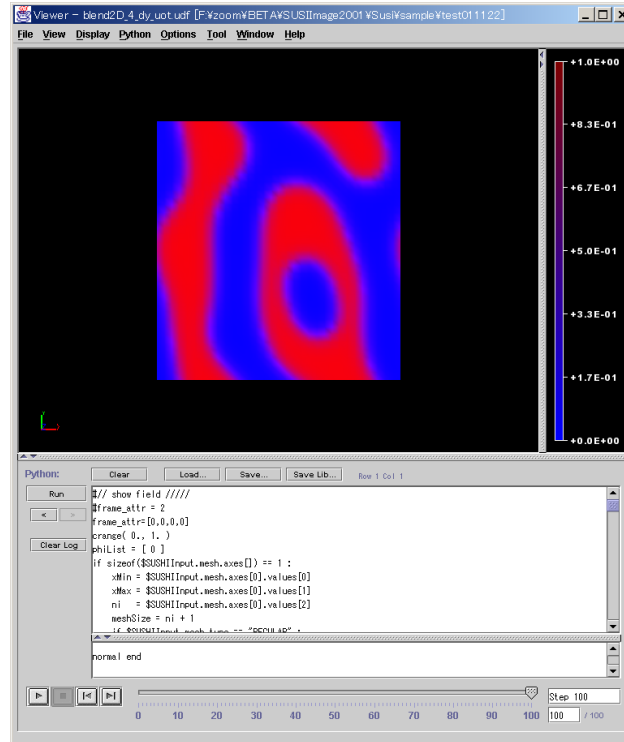 Viewer - blend2D_4_dy_uot.udf [F:¥zoom¥BETA¥SUSIImage2001¥Susi¥sample¥test011122]
File View Display Python Options Tool Window Help
+1.0E+00
+8.3E-01
+6.7E-01
+5.0E-01
+3.3E-01
+1.7E-01
+0.0E+00
Python: Clear Load... Save... Save Lib... Row 1 Col 1
Run
< >
Clear Log
#// show field /////
#frame_attr = 2
frame_attr=[0,0,0,0]
crange( 0., 1. )
phiList = [ 0 ]
if sizeof($SUSHIInput.mesh.axes[]) == 1 :
xMin = $SUSHIInput.mesh.axes[0].values[0]
xMax = $SUSHIInput.mesh.axes[0].values[1]
ni = $SUSHIInput.mesh.axes[0].values[2]
meshSize = ni + 1
if $SUSHIInput.mesh.type == "REGULAR" :
normal end
Step 100
0 10 20 30 40 50 60 70 80 90 100
100 / 100